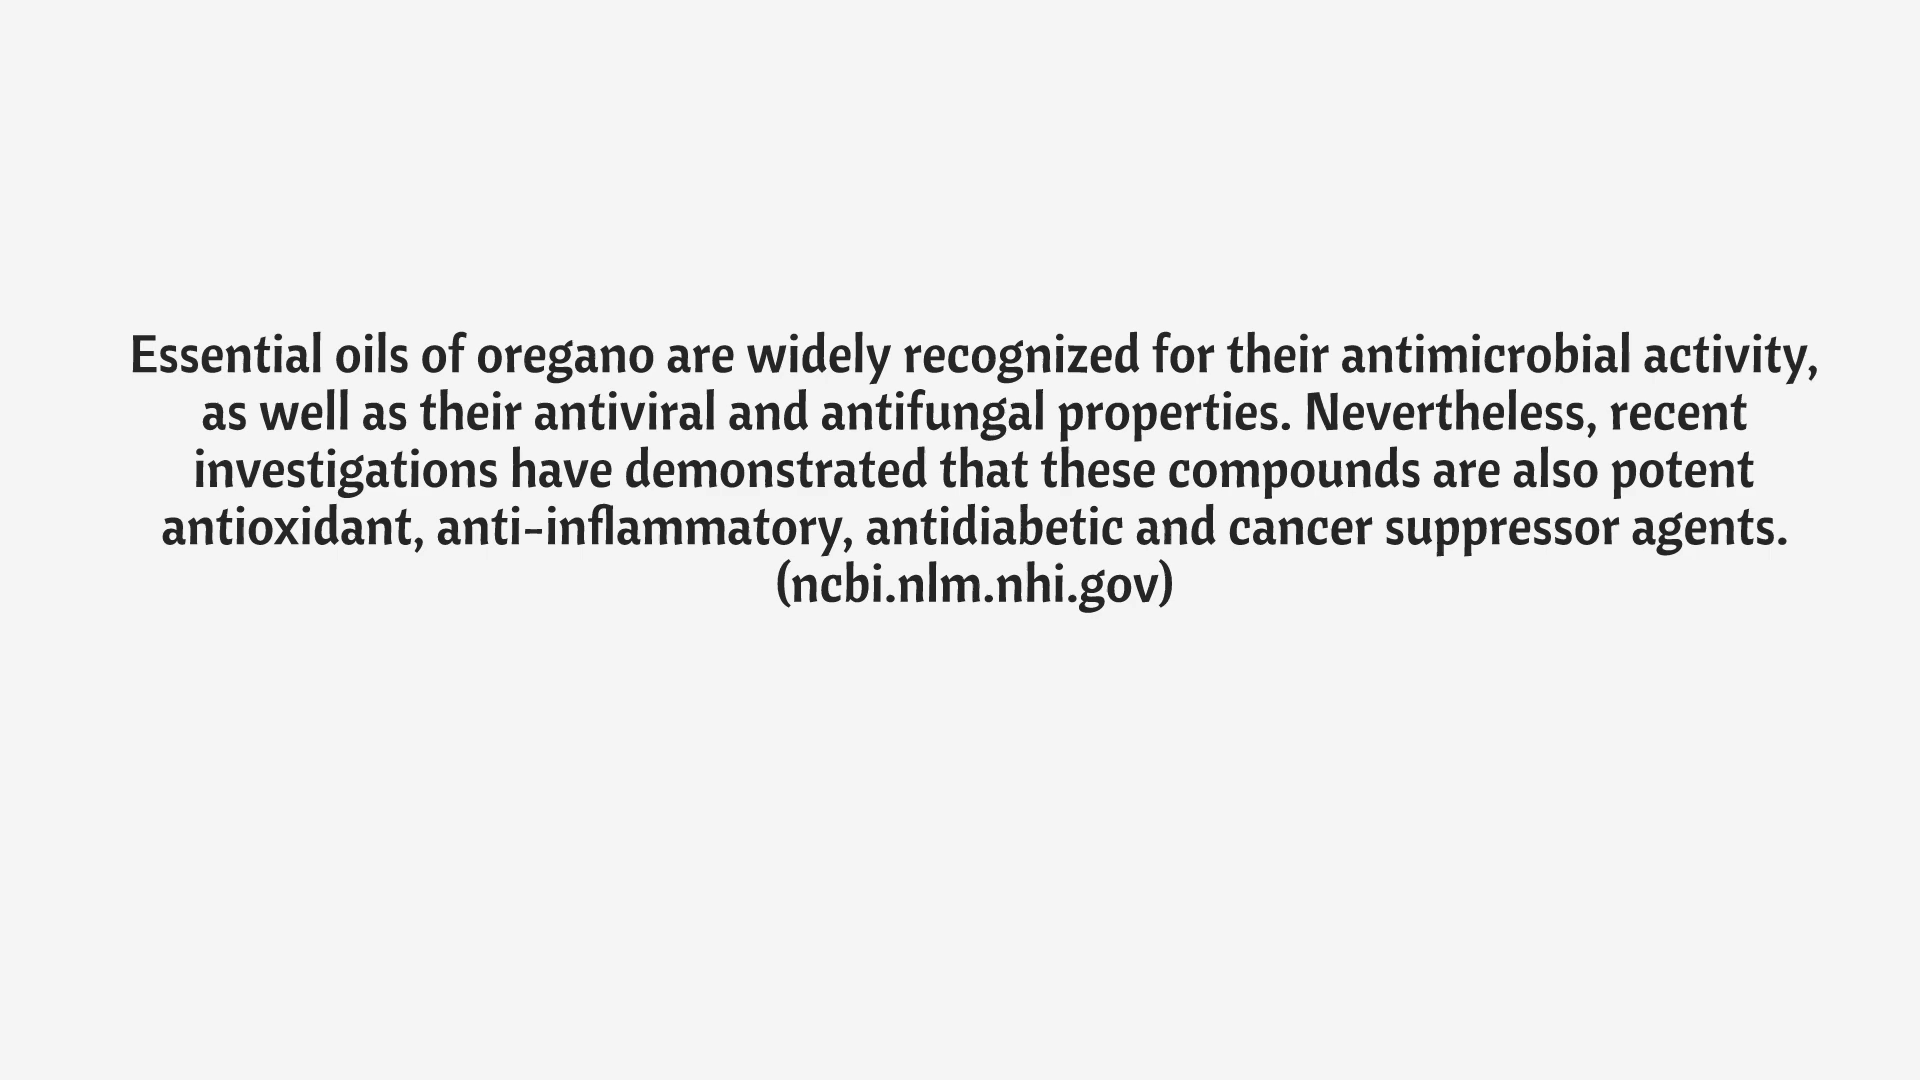 Essential oils of oregano are widely recognized for their antimicrobial activity,
as well as their antiviral and antifungal properties. Nevertheless, recent
investigations have demonstrated that these compounds are also potent
antioxidant, anti-inflammatory, antidiabetic and cancer suppressor agents.
(ncbi.nlm.nhi.gov)